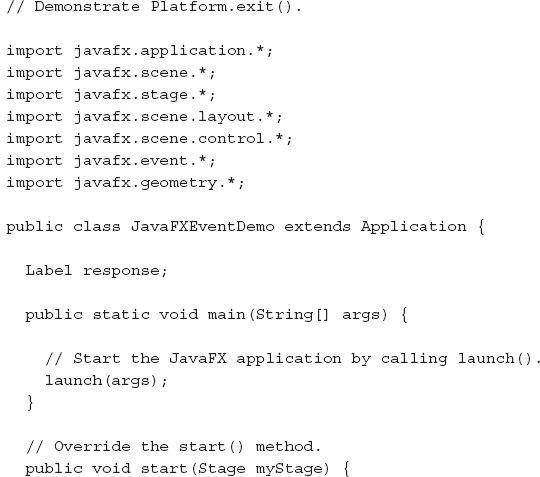 // Demonstrate Platform.exit().

import javafx.application.*;
import javafx.scene.*;
import javafx.stage.*;
import javafx.scene.layout.*;
import javafx.scene.control.*;
import javafx.event.*;
import javafx.geometry.*;

public class JavaFXEventDemo extends Application {

  Label response;

  public static void main(String[] args) {

    // Start the JavaFX application by calling launch().
    launch(args);
  }

  // Override the start() method.
  public void start(Stage myStage) {